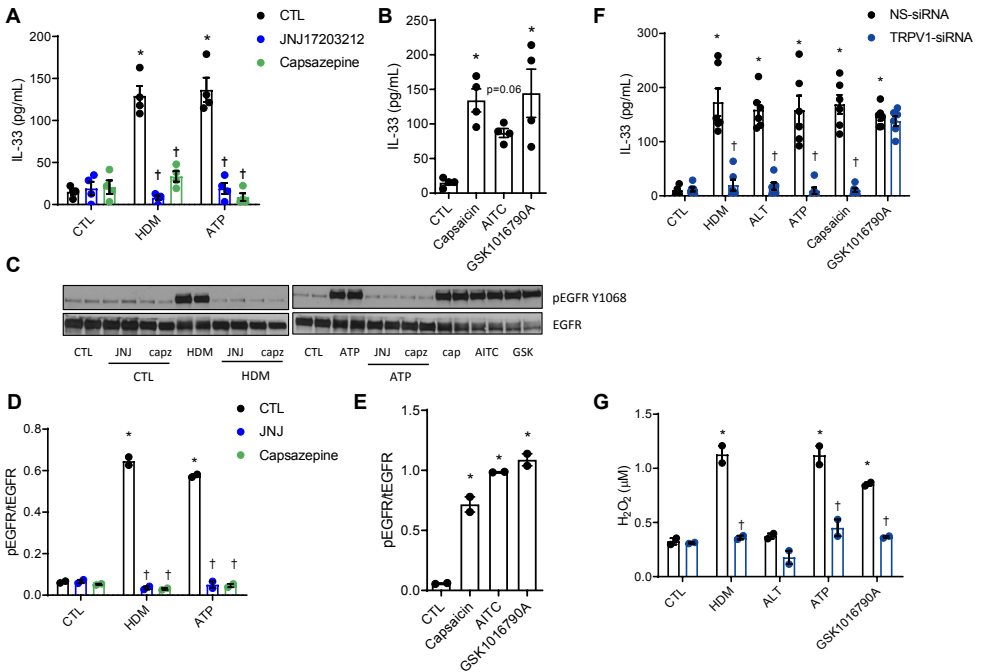 A
CTL
JNJ17203212
Capsazepine
IL-33 (pg/mL)
200
150
100
50
0
*
*
†
†
†
†
CTL
HDM
ATP
B
IL-33 (pg/mL)
250
200
150
100
50
0
*
p=0.06
*
CTL
Capsaicin
AITC
GSK1016790A
F
NS-siRNA
TRPV1-siRNA
IL-33 (pg/mL)
300
200
100
0
*
*
*
*
*
†
†
†
†
CTL
HDM
ALT
ATP
Capsaicin
GSK1016790A
C
pEGFR Y1068
EGFR
CTL JNJ capz HDM JNJ capz CTL ATP JNJ capz cap AITC GSK
CTL HDM ATP
D
CTL
JNJ
Capsazepine
pEGFR/tEGFR
0.8
0.6
0.4
0.2
0.0
*
*
†
†
†
†
CTL
HDM
ATP
E
pEGFR/tEGFR
1.5
1.0
0.5
0.0
*
*
*
CTL
Capsaicin
AITC
GSK1016790A
G
H₂O₂ (μM)
1.5
1.0
0.5
0.0
*
*
*
†
†
†
CTL
HDM
ALT
ATP
GSK1016790A